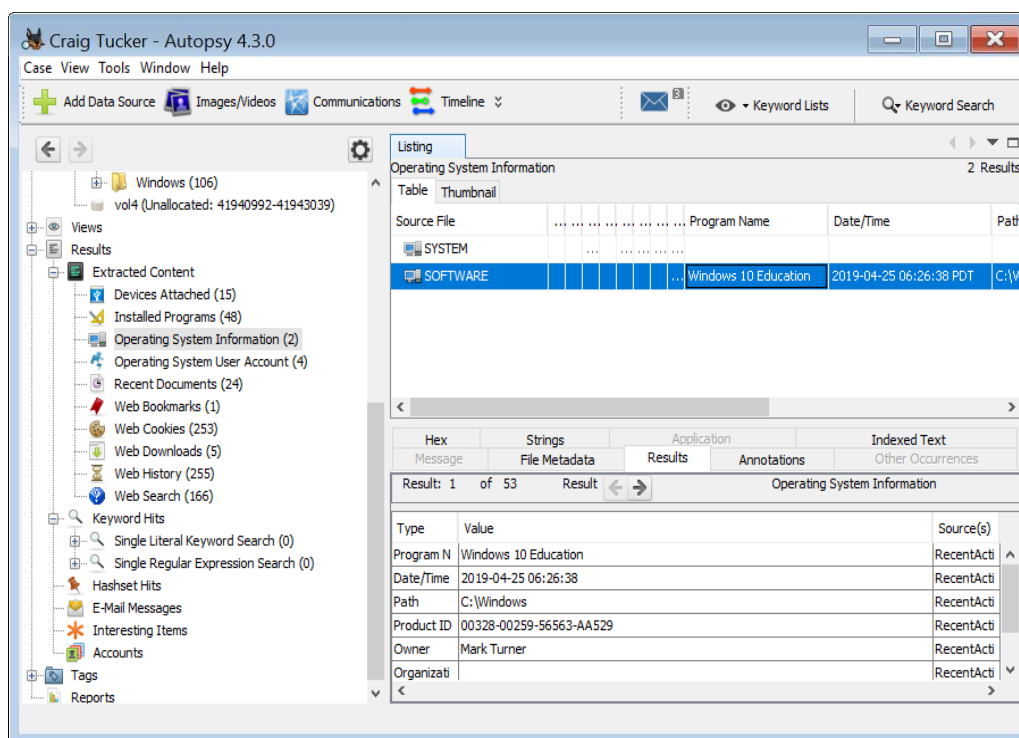 Craig Tucker - Autopsy 4.3.0
Case View Tools Window Help
Add Data Source Images/Videos Communications Timeline 3 Keyword Lists Keyword Search
Windows (106)
vol4 (Unallocated: 41940992-41943039)
Views
Results
Extracted Content
Devices Attached (15)
Installed Programs (48)
Operating System Information (2)
Operating System User Account (4)
Recent Documents (24)
Web Bookmarks (1)
Web Cookies (253)
Web Downloads (5)
Web History (255)
Web Search (166)
Keyword Hits
Single Literal Keyword Search (0)
Single Regular Expression Search (0)
Hashset Hits
E-Mail Messages
Interesting Items
Accounts
Tags
Reports
Listing
Operating System Information 2 Results
Table Thumbnail
Source File ... ... ... ... ... ... ... ... Program Name Date/Time Path
SYSTEM ... ... ... ... ...
SOFTWARE ... Windows 10 Education 2019-04-25 06:26:38 PDT C:\W
Hex Strings Application Indexed Text
Message File Metadata Results Annotations Other Occurrences
Result: 1 of 53 Result Operating System Information
Type Value Source(s)
Program N Windows 10 Education RecentActi
Date/Time 2019-04-25 06:26:38 RecentActi
Path C:\Windows RecentActi
Product ID 00328-00259-56563-AA529 RecentActi
Owner Mark Turner RecentActi
Organizati RecentActi